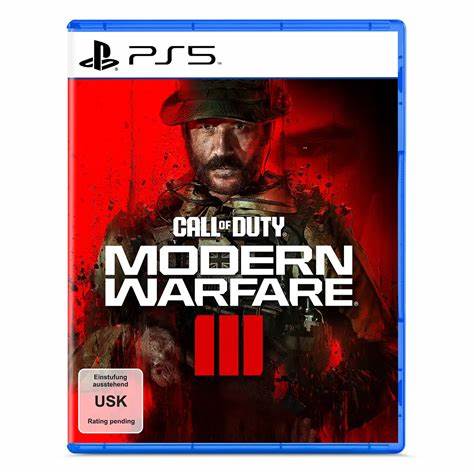 PS5
CALL OF DUTY
MODERN
WARFARE
III
Einstufung
ausstehend
USK
Rating pending